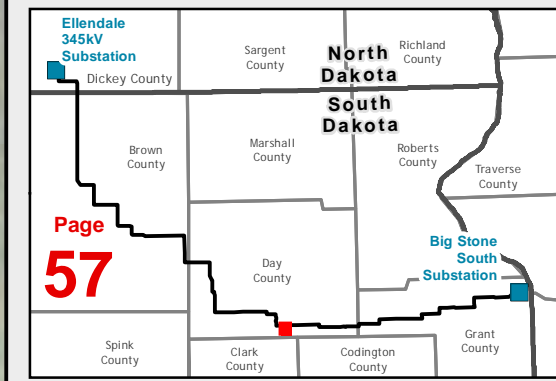 Ellendale
345kV
Substation
Dickey County
Sargent
County
North
Dakota
Richland
County
South
Dakota
Brown
County
Marshall
County
Roberts
County
Traverse
County
Page
57
Day
County
Big Stone
South
Substation
Spink
County
Clark
County
Codington
County
Grant
County